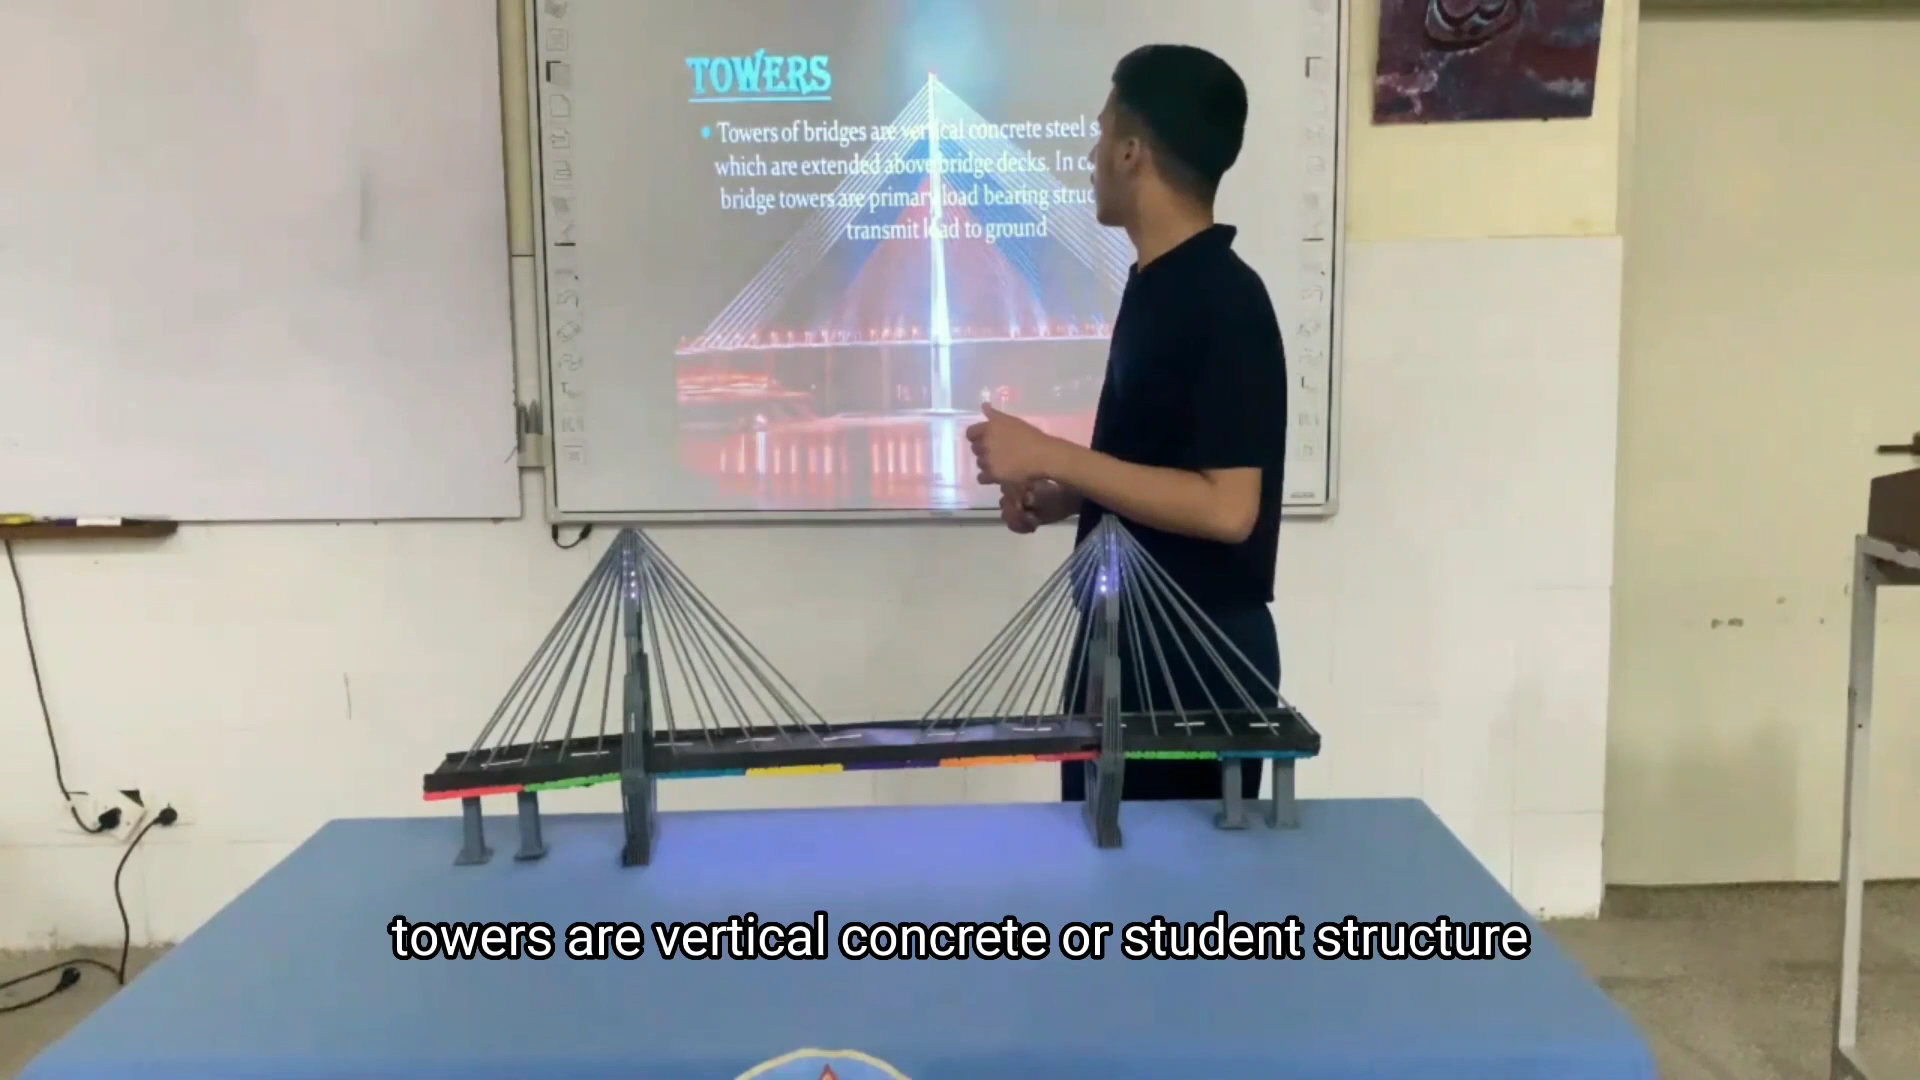 TOWERS
Towers of bridges are vertical concrete steel
which are extended above bridge decks. In
bridge towers are primary load bearing
transmit load to ground
towers are vertical concrete or student structure